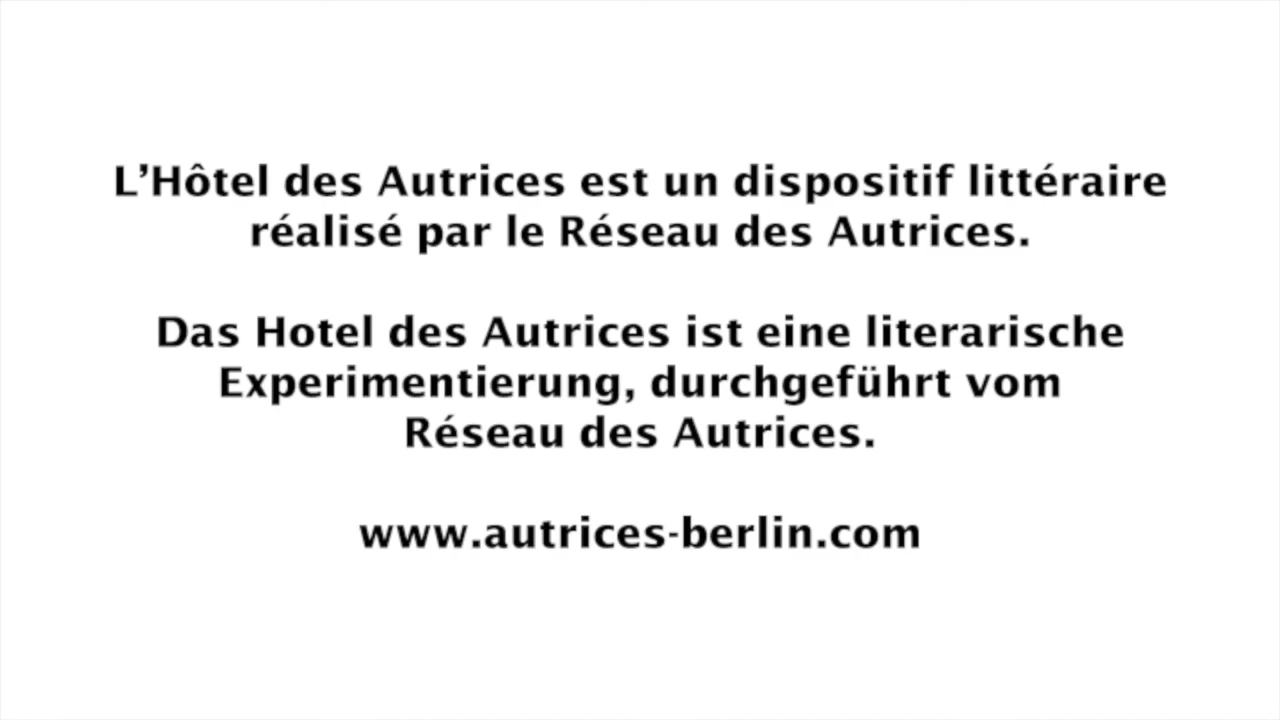 L’Hôtel des Autrices est un dispositif littéraire
réalisé par le Réseau des Autrices.
Das Hotel des Autrices ist eine literarische
Experimentierung, durchgeführt vom
Réseau des Autrices.
www.autrices-berlin.com